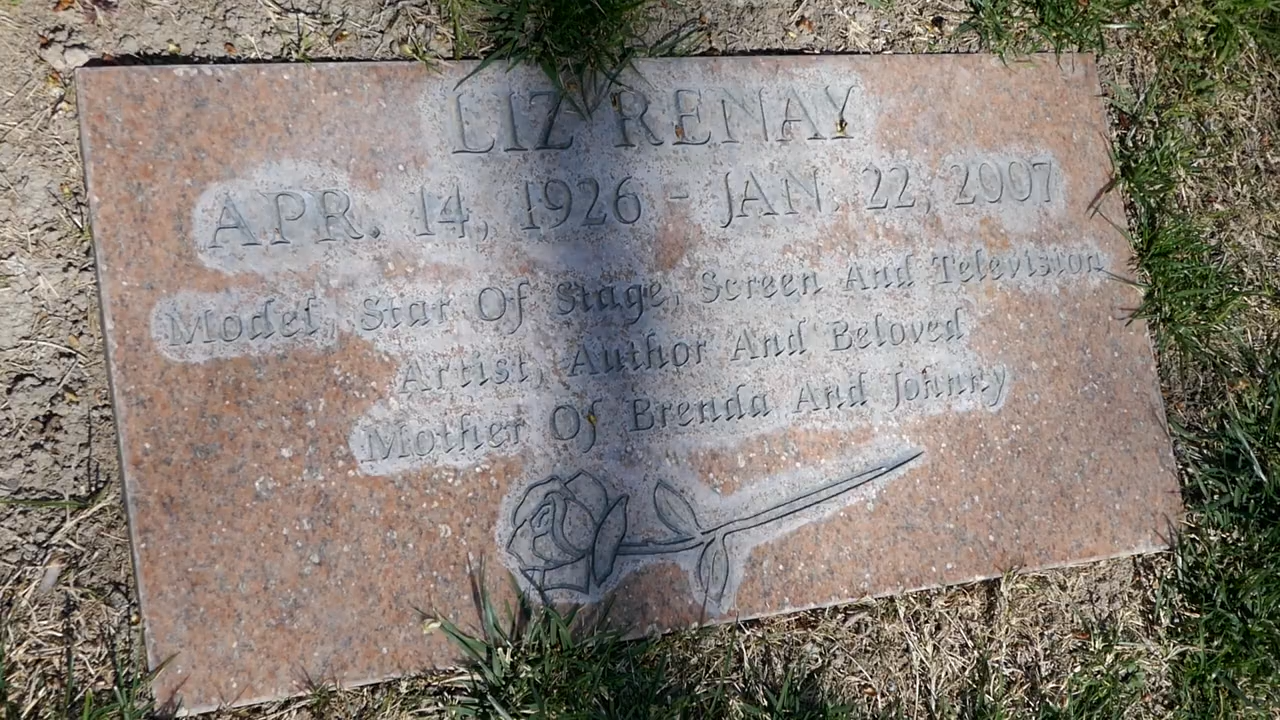 LIZ RENAY
APR. 14, 1926 - JAN. 22, 2007
Model, Star Of Stage, Screen And Television
Artist, Author And Beloved
Mother Of Brenda And Johnny